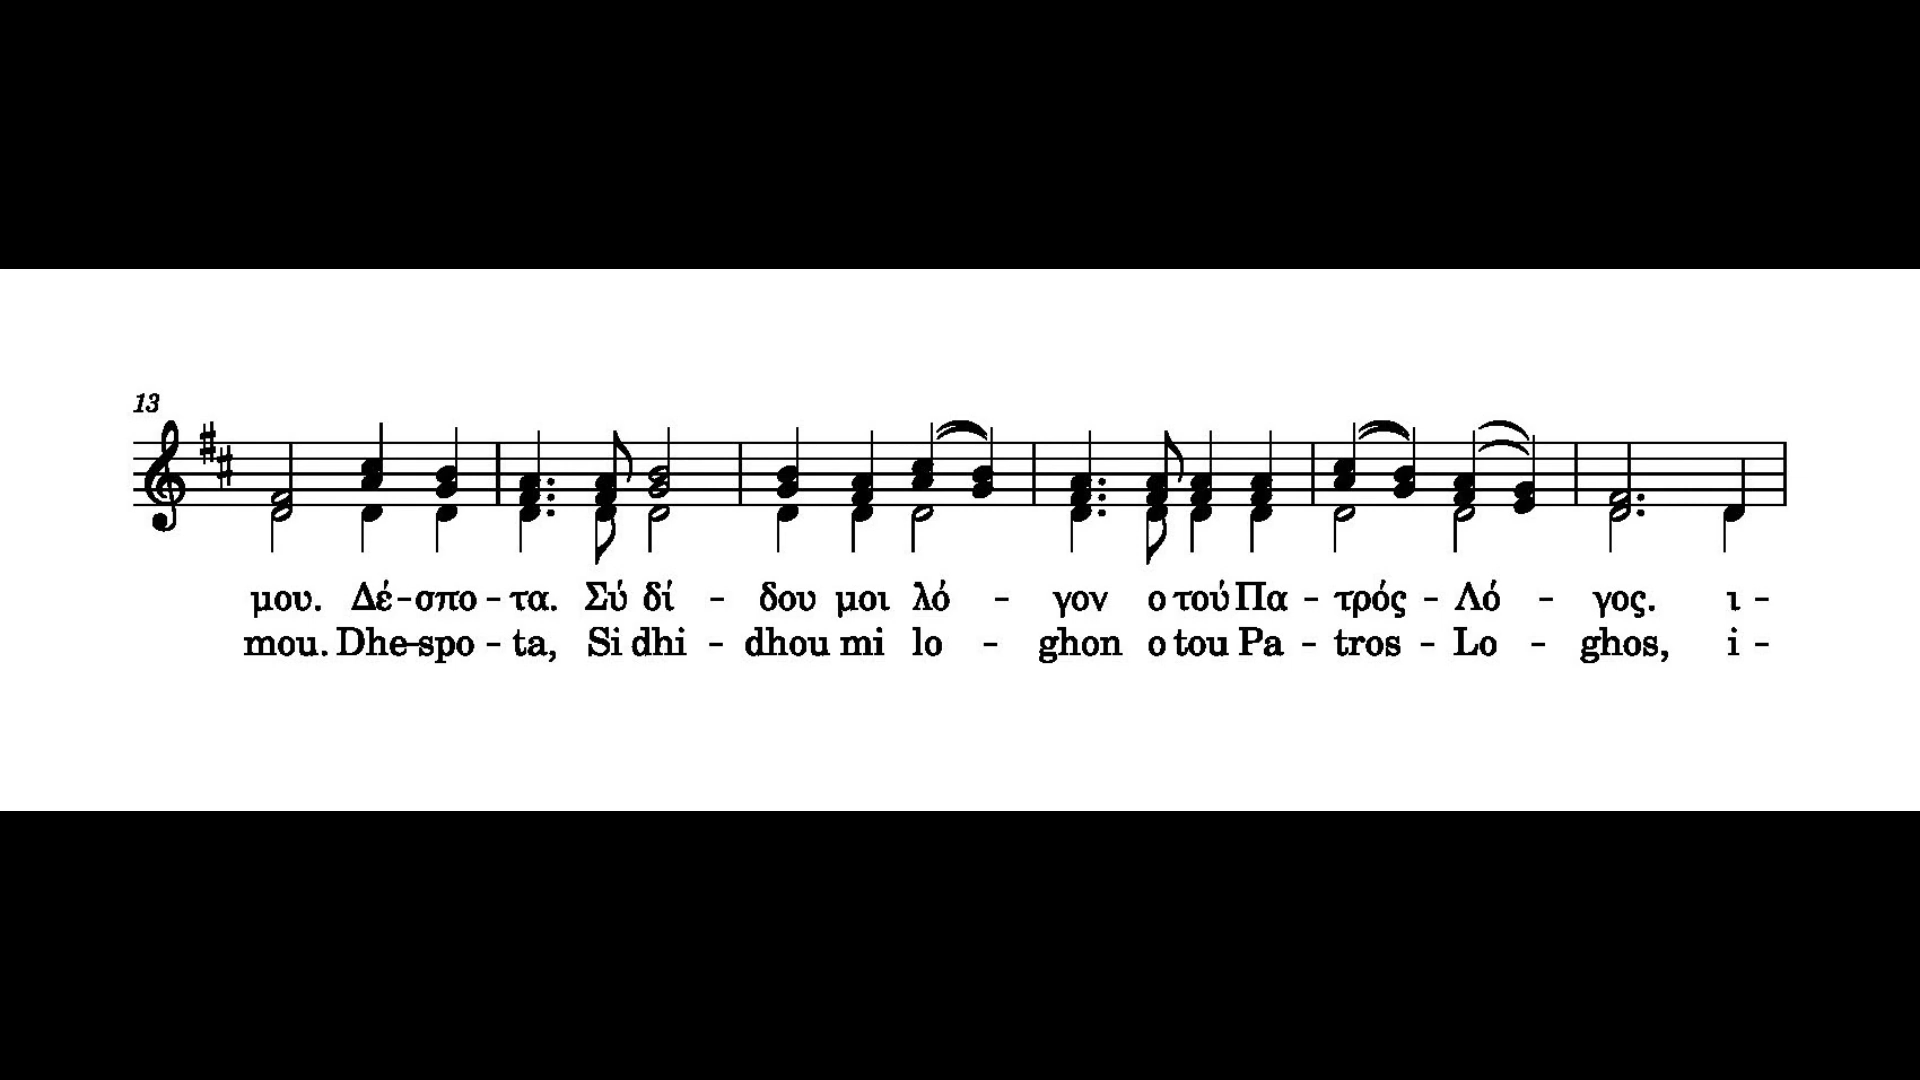 13
μου. Δέ-σπο - τα. Σύ δί - δου μοι λό - γον ο τού Πα - τρός - Λό - γος. ι -
mou. Dhe-spo - ta, Si dhi - dhou mi lo - ghon o tou Pa - tros - Lo - ghos, i -